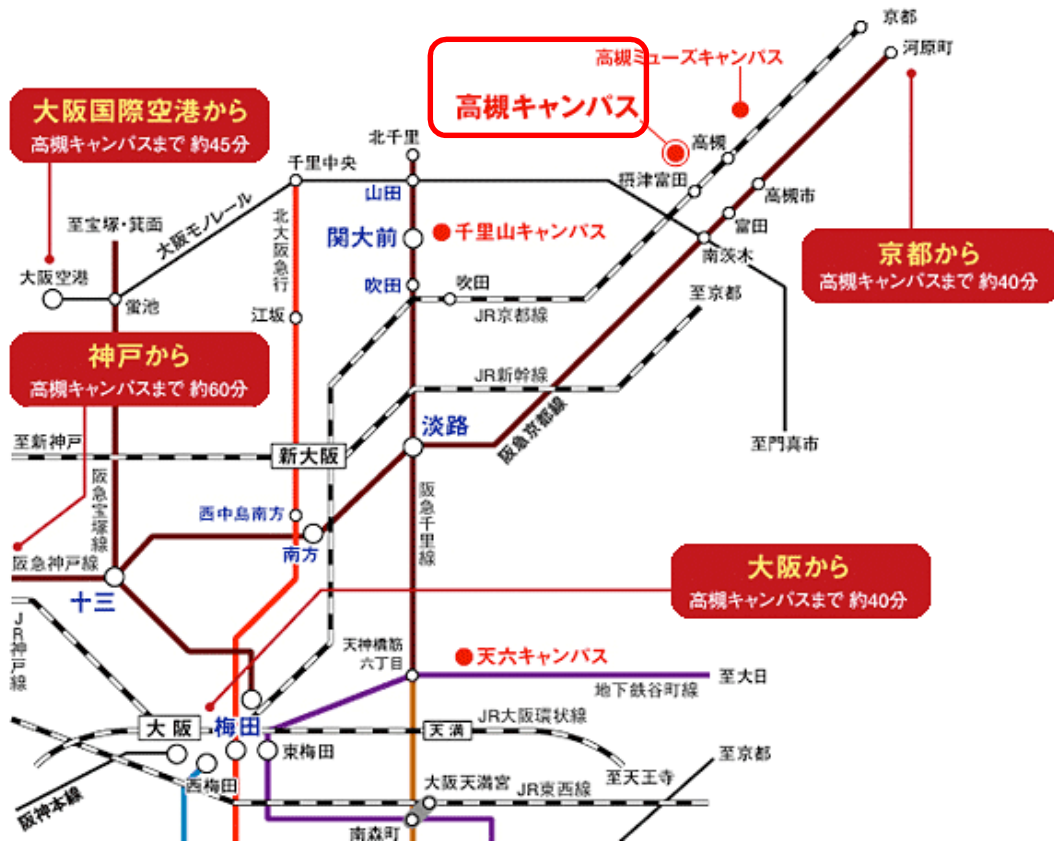 京都
河原町
高槻ミューズキャンパス
高槻キャンパス
大阪国際空港から
高槻キャンパスまで 約45分
北千里
高槻
千里中央
山田
摂津富田
高槻市
大阪モノレール
至宝塚・箕面
北大阪急行
関大前
千里山キャンパス
富田
南茨木
京都から
高槻キャンパスまで 約40分
大阪空港
蛍池
吹田
吹田
至京都
江坂
JR京都線
神戸から
高槻キャンパスまで 約60分
JR新幹線
淡路
阪急京都線
至新神戸
新大阪
至門真市
阪急宝塚線
阪急千里線
西中島南方
南方
阪急神戸線
十三
大阪から
高槻キャンパスまで 約40分
JR神戸線
天神橋筋
六丁目
天六キャンパス
地下鉄谷町線
至大日
大阪
梅田
JR大阪環状線
天満
東梅田
至京都
西梅田
至天王寺
阪神本線
大阪天満宮
JR東西線
南森町